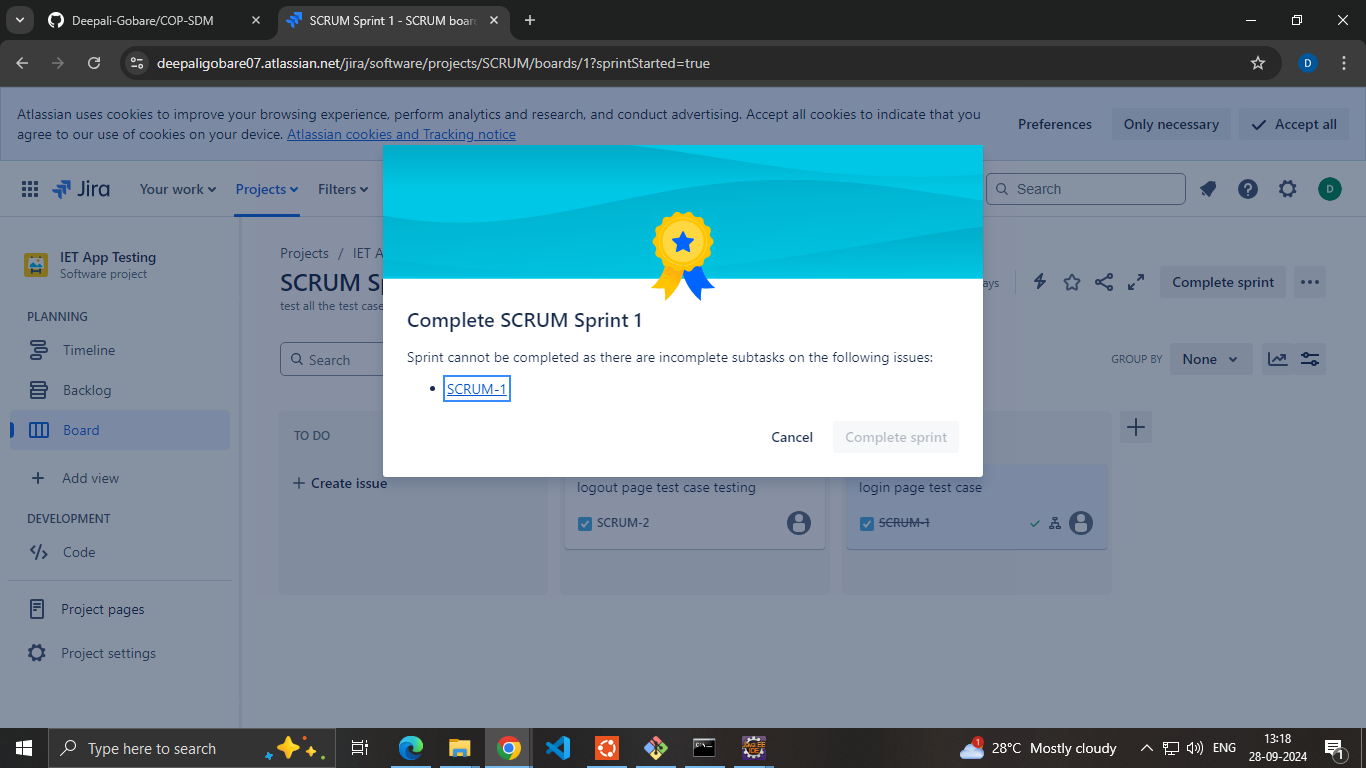 Deepali-Gobare/COP-SDM
SCRUM Sprint 1 - SCRUM board
deepaligobare07.atlassian.net/jira/software/projects/SCRUM/boards/1?sprintStarted=true
D
Atlassian uses cookies to improve your browsing experience, perform analytics and research, and conduct advertising. Accept all cookies to indicate that you
agree to our use of cookies on your device. Atlassian cookies and Tracking notice
Preferences
Only necessary
Accept all
Jira
Your work
Projects
Filters
Search
D
IET App Testing
Software project
PLANNING
Timeline
Backlog
Board
Add view
DEVELOPMENT
Code
Project pages
Project settings
Projects / IET A
SCRUM Sp
test all the test case
ays
Complete sprint
Search
GROUP BY
None
TO DO
Create issue
logout page test case testing
SCRUM-2
login page test case
SCRUM-1
Complete SCRUM Sprint 1
Sprint cannot be completed as there are incomplete subtasks on the following issues:
SCRUM-1
Cancel
Complete sprint
Type here to search
1
28°C Mostly cloudy
ENG
13:18
28-09-2024
1